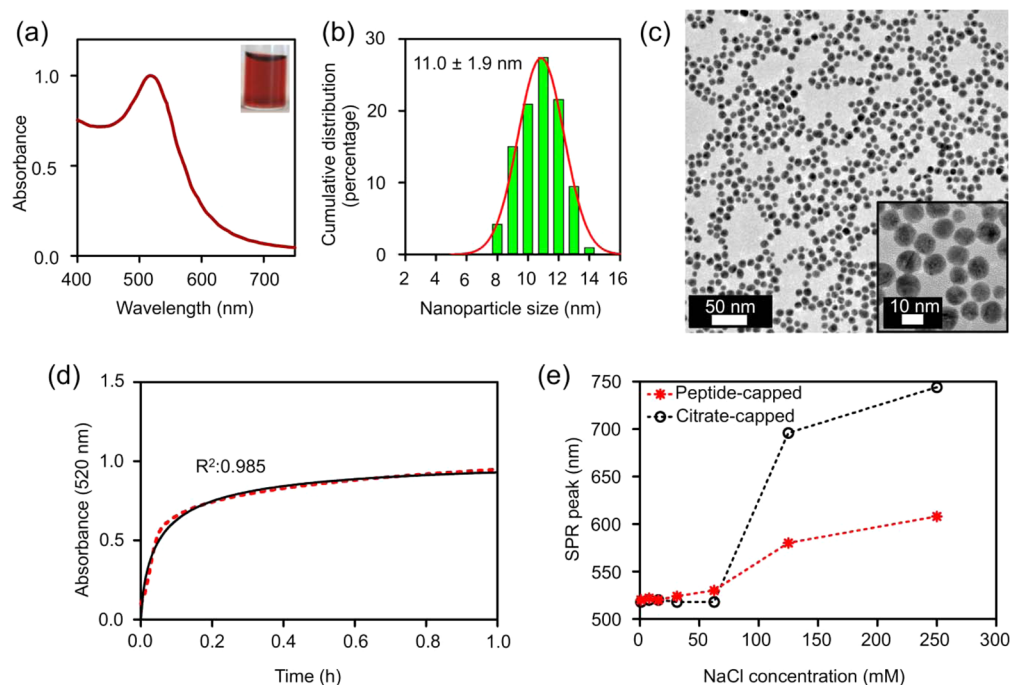 (a)
Absorbance
1.0
0.5
0.0
400 500 600 700
Wavelength (nm)
(b)
Cumulative distribution
(percentage)
30
20
10
0
11.0 ± 1.9 nm
2 4 6 8 10 12 14 16
Nanoparticle size (nm)
(c)
50 nm
10 nm
(d)
Absorbance (520 nm)
1.5
1.0
0.5
0.0
R²:0.985
0.0 0.2 0.4 0.6 0.8 1.0
Time (h)
(e)
SPR peak (nm)
750
700
650
600
550
500
Peptide-capped
Citrate-capped
0 50 100 150 200 250 300
NaCl concentration (mM)